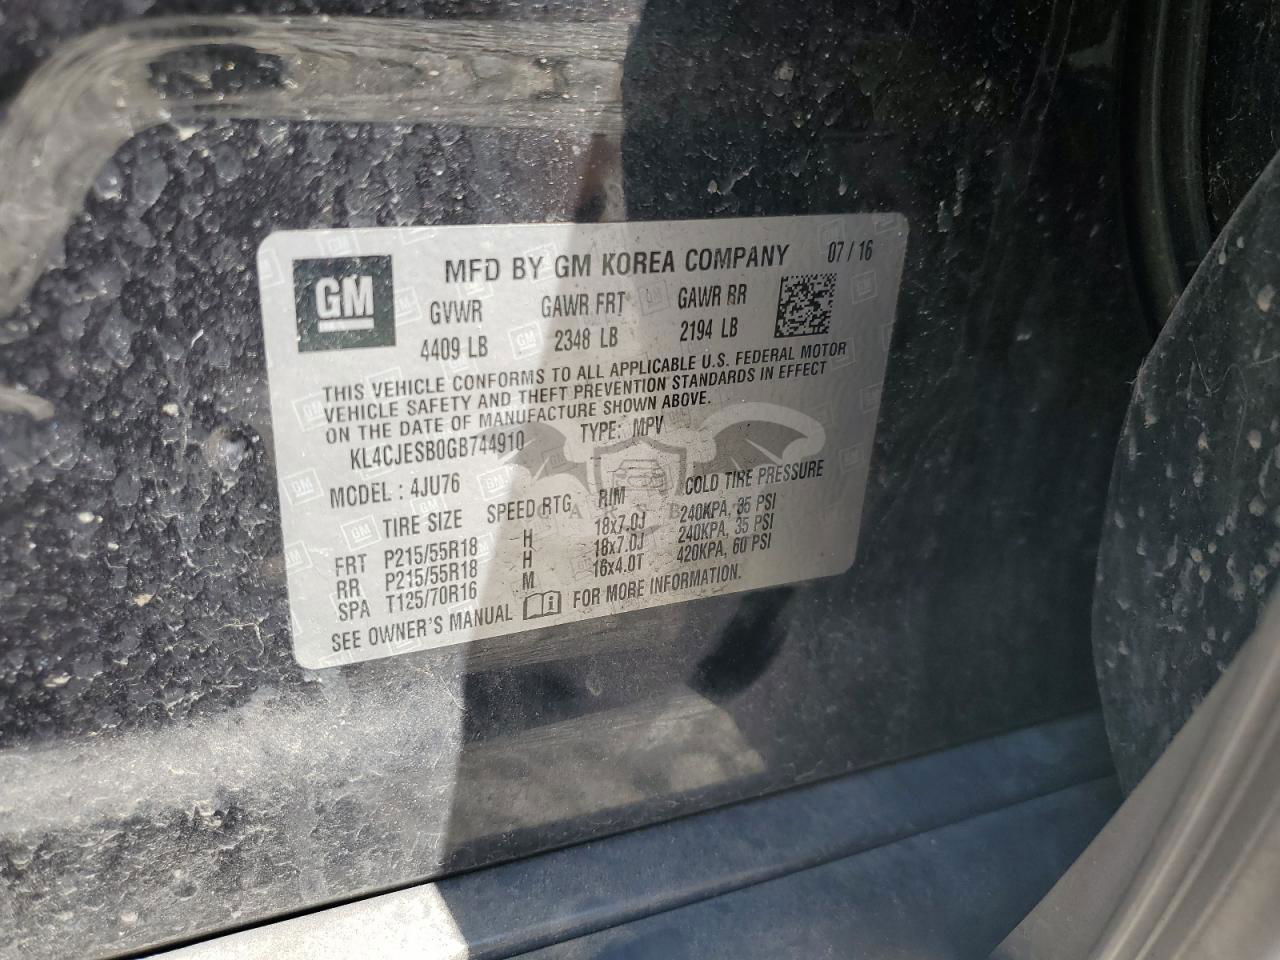 GM
MFD BY GM KOREA COMPANY 07 / 16
GVWR GAWR FRT GAWR RR
4409 LB 2348 LB 2194 LB
THIS VEHICLE CONFORMS TO ALL APPLICABLE U.S. FEDERAL MOTOR
VEHICLE SAFETY AND THEFT PREVENTION STANDARDS IN EFFECT
ON THE DATE OF MANUFACTURE SHOWN ABOVE.
KL4CJESB0GB744910 TYPE: MPV
MODEL : 4JU76
TIRE SIZE SPEED RTG RIM COLD TIRE PRESSURE
FRT P215/55R18 H 18x7.0J 240KPA, 35 PSI
RR P215/55R18 H 18x7.0J 240KPA, 35 PSI
SPA T125/70R16 M 16x4.0T 420KPA, 60 PSI
SEE OWNER'S MANUAL FOR MORE INFORMATION.